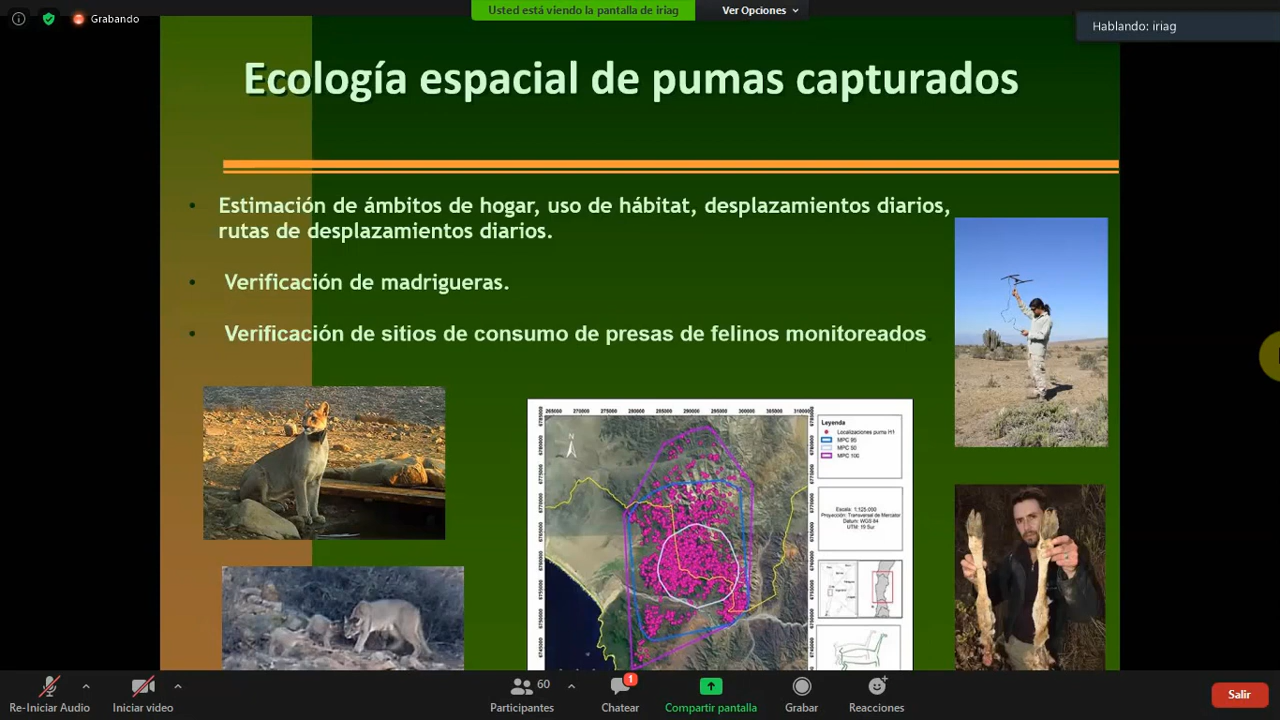 Grabando
Usted está viendo la pantalla de iriag
Ver Opciones
Hablando: iriag
Ecología espacial de pumas capturados
• Estimación de ámbitos de hogar, uso de hábitat, desplazamientos diarios,
rutas de desplazamientos diarios.
• Verificación de madrigueras.
• Verificación de sitios de consumo de presas de felinos monitoreados
Leyenda
Localizaciones puma H1
MPC 95
MPC 50
MPC 100
Escala: 1:125.000
Proyección: Transversal de Mercator
Datum: WGS 84
UTM: 19 Sur
Re-Iniciar Audio
Iniciar video
60
Participantes
1
Chatear
Compartir pantalla
Grabar
Reacciones
Salir